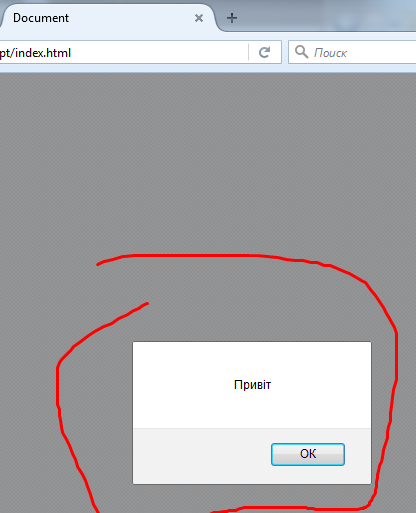 Document
pt/index.html
Поиск
Привіт
OK